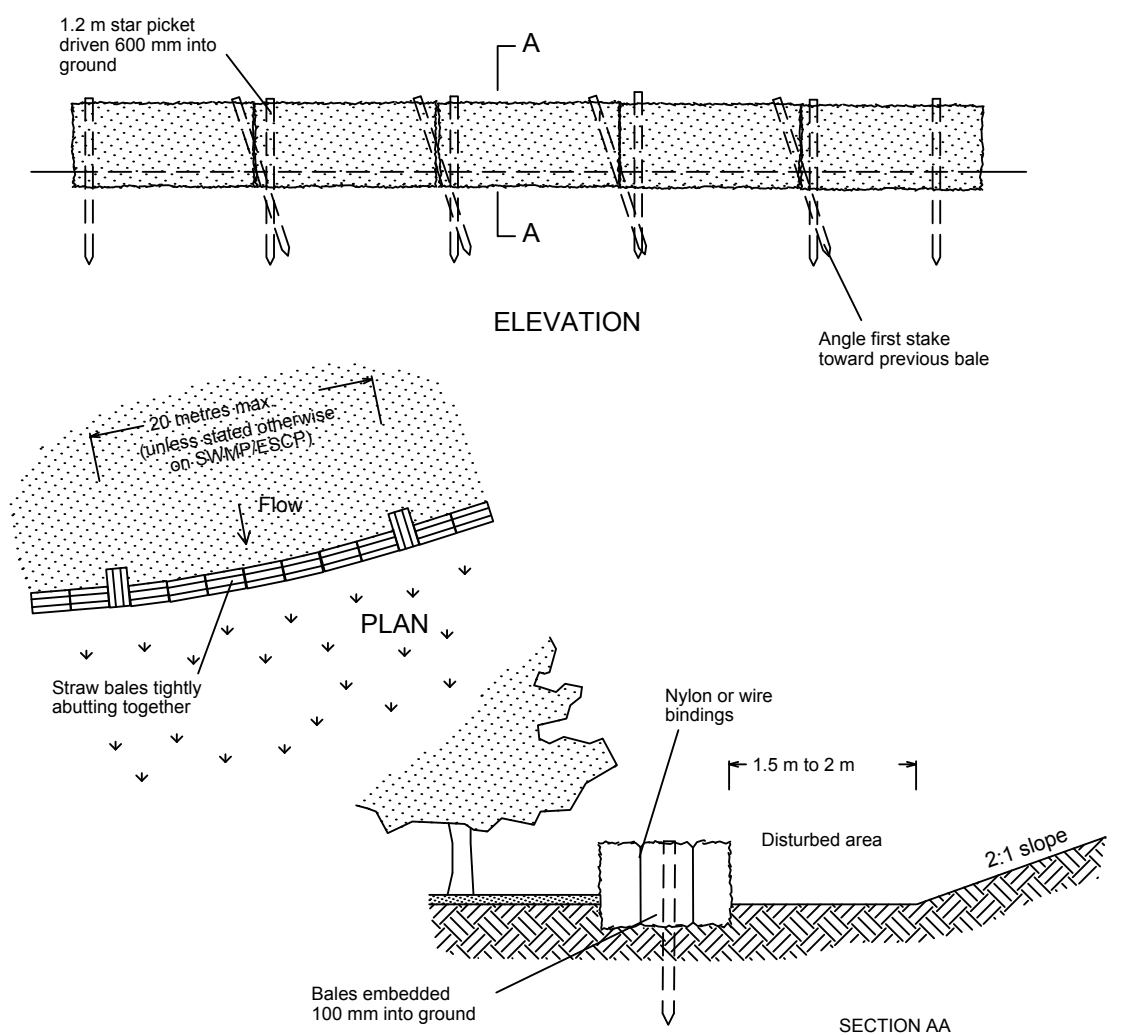 1.2 m star picket
driven 600 mm into
ground
A
A
ELEVATION
Angle first stake
toward previous bale
20 metres max.
(unless stated otherwise
on SWMP/ESCP)
Flow
PLAN
Straw bales tightly
abutting together
Nylon or wire
bindings
1.5 m to 2 m
Disturbed area
2:1 slope
Bales embedded
100 mm into ground
SECTION AA